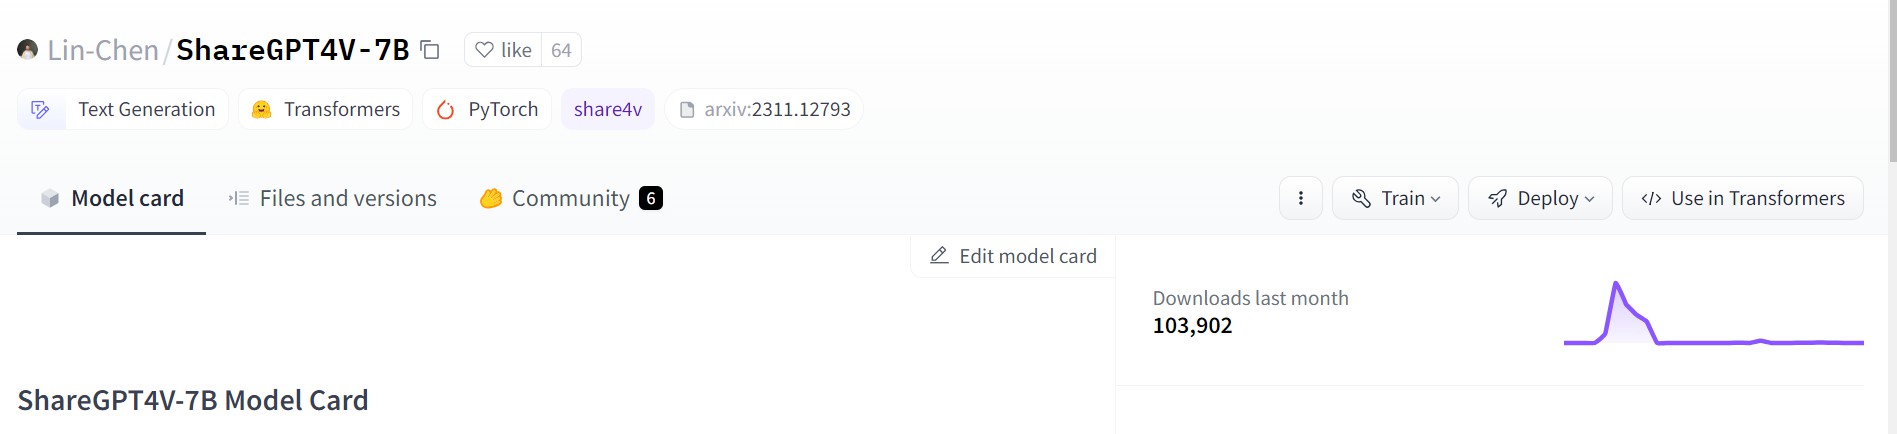 Lin-Chen/ShareGPT4V-7B like 64
Text Generation Transformers PyTorch share4v arxiv:2311.12793
Model card Files and versions Community 6 Train Deploy </> Use in Transformers
Edit model card
Downloads last month
103,902
ShareGPT4V-7B Model Card